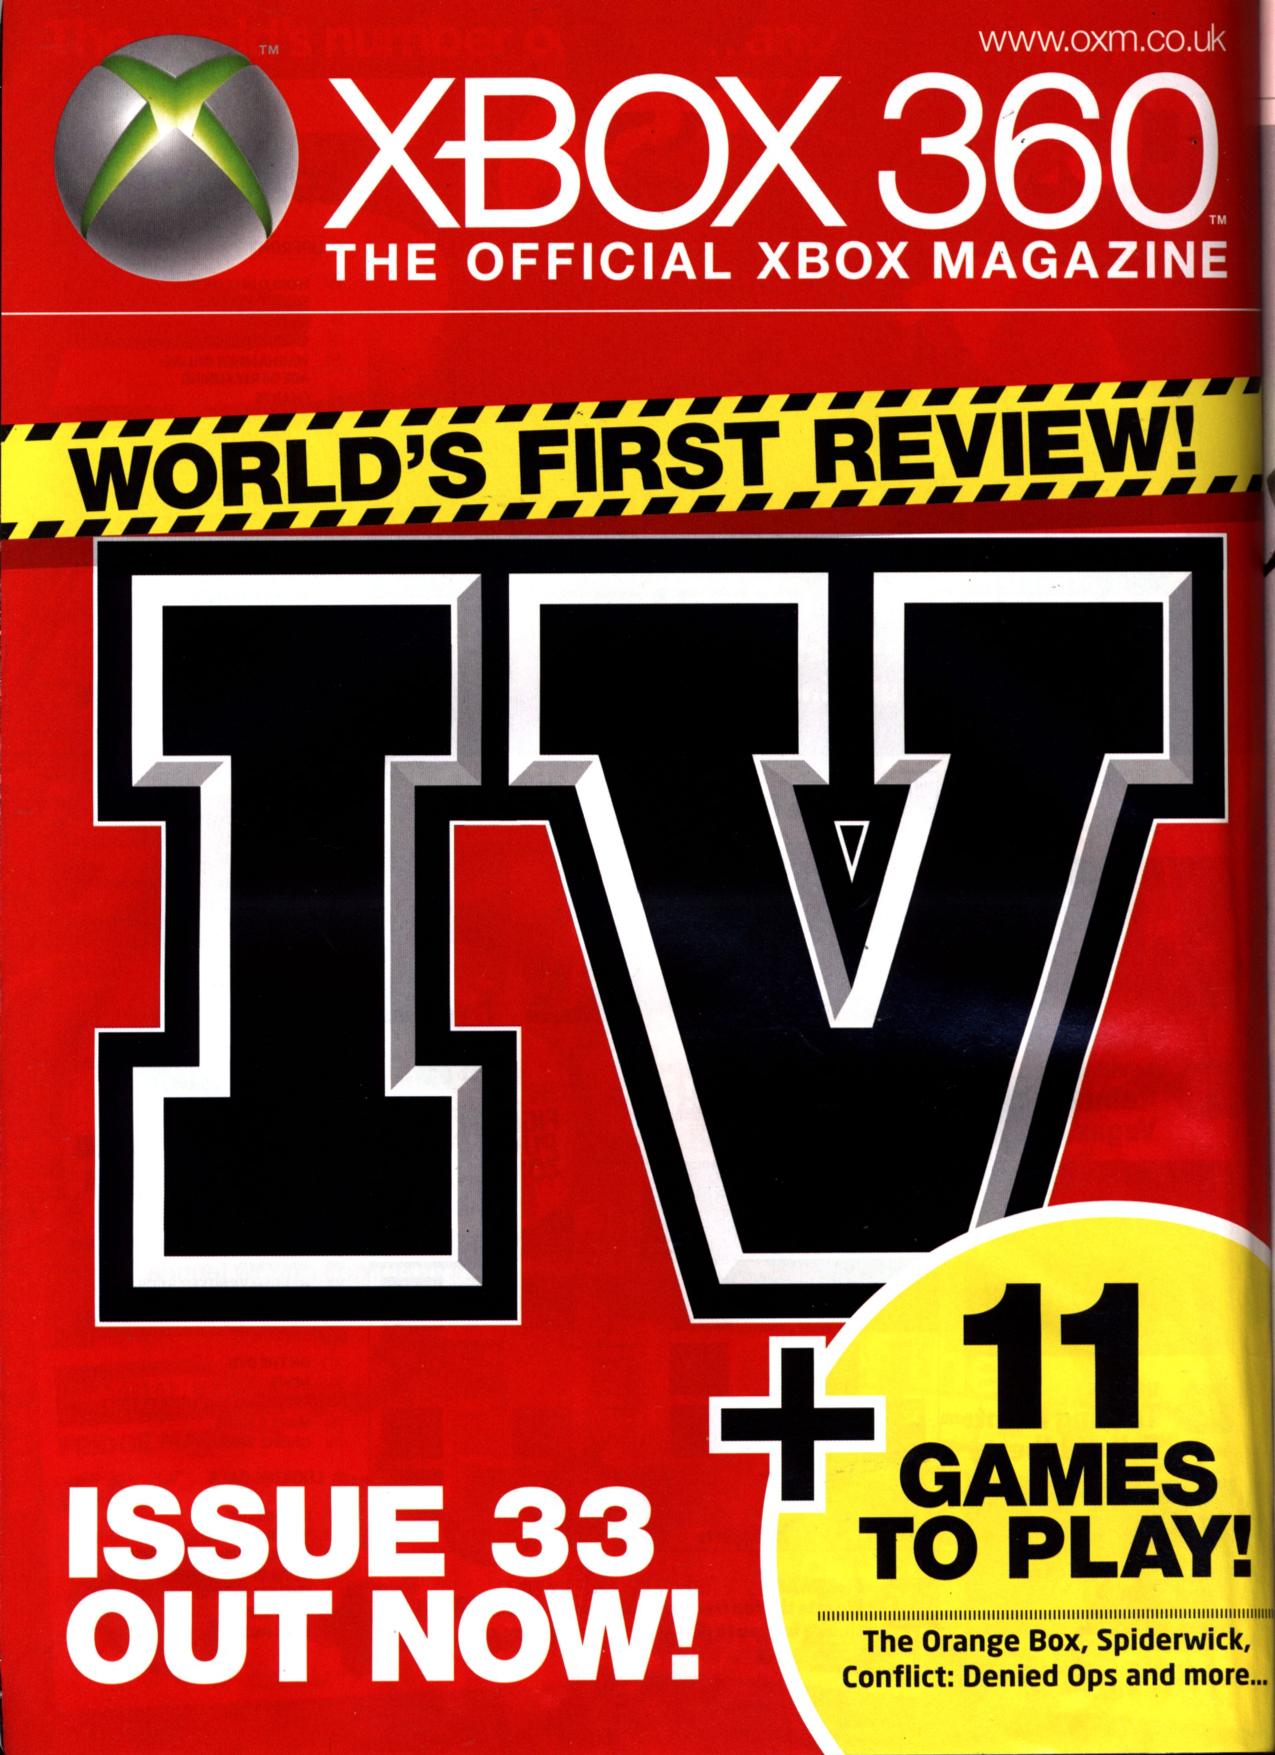 www.oxm.co.uk
XBOX 360™
THE OFFICIAL XBOX MAGAZINE
WORLD'S FIRST REVIEW!
IV
+
11
GAMES
TO PLAY!
The Orange Box, Spiderwick,
Conflict: Denied Ops and more...
ISSUE 33
OUT NOW!